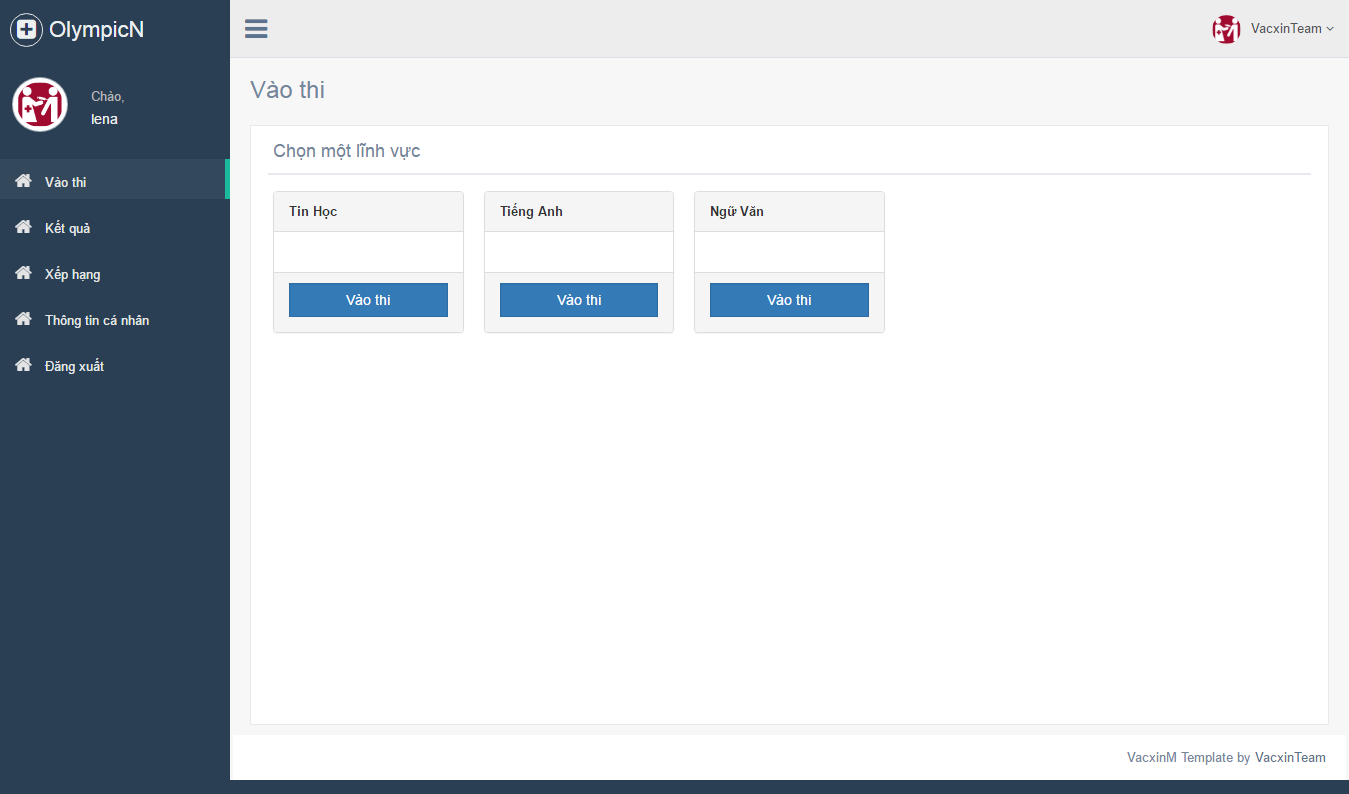 OlympicN
VacxinTeam
Chào,
lena
Vào thi
Kết quả
Xếp hạng
Thông tin cá nhân
Đăng xuất
Vào thi
Chọn một lĩnh vực
Tin Học
Tiếng Anh
Ngữ Văn
Vào thi
Vào thi
Vào thi
VacxinM Template by VacxinTeam